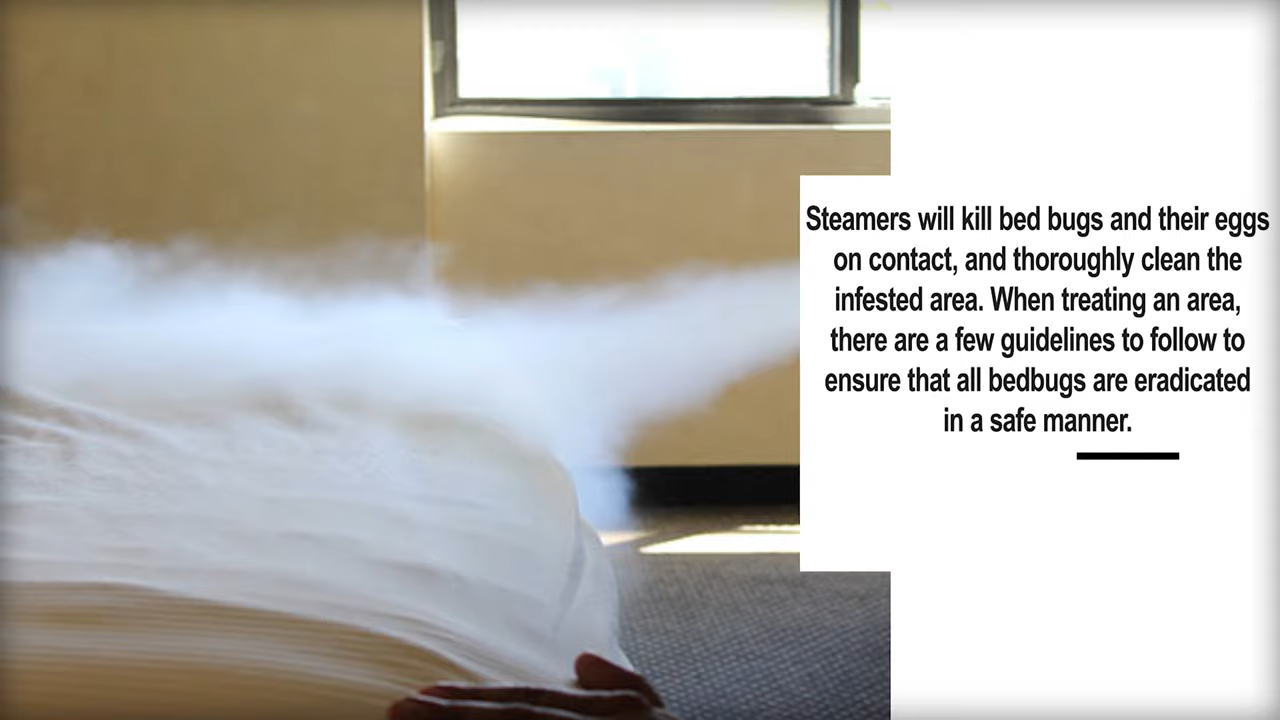 Steamers will kill bed bugs and their eggs
on contact, and thoroughly clean the
infested area. When treating an area,
there are a few guidelines to follow to
ensure that all bedbugs are eradicated
in a safe manner.